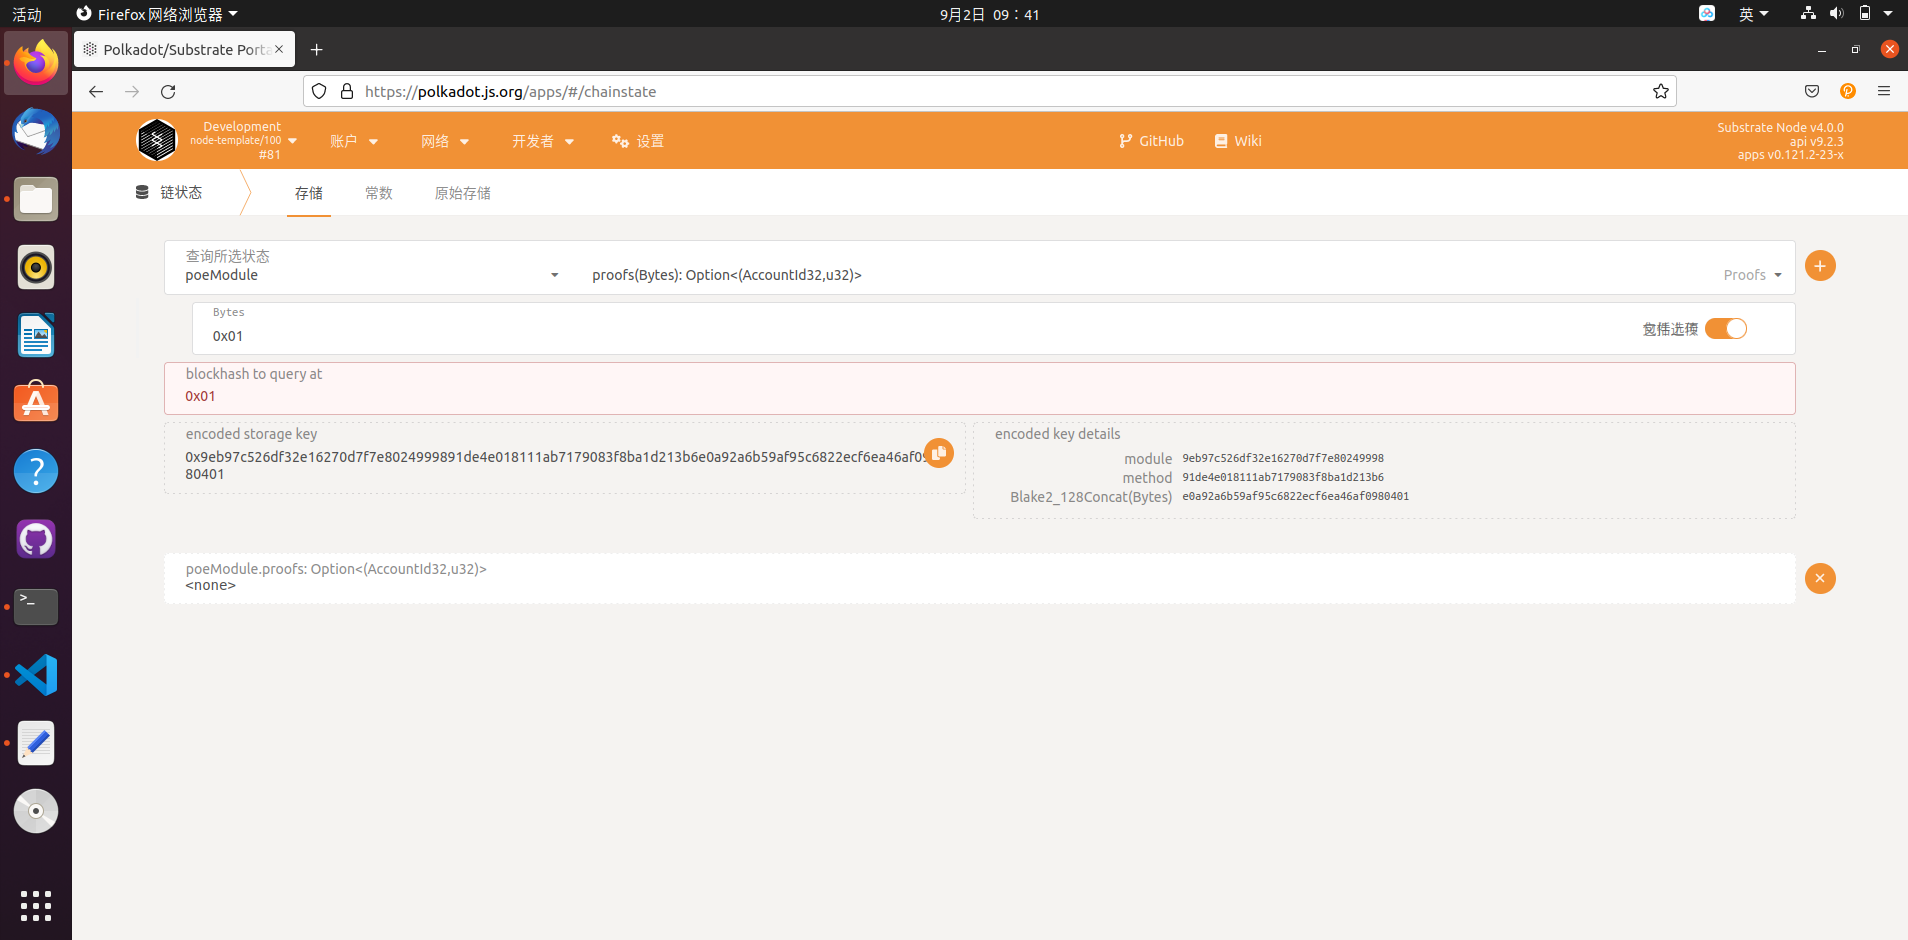 活动
Firefox 网络浏览器
9月2日 09：41
英
Polkadot/Substrate Porta
https://polkadot.js.org/apps/#/chainstate
Development
node-template/100
#81
账户
网络
开发者
设置
GitHub
Wiki
Substrate Node v4.0.0
api v9.2.3
apps v0.121.2-23-x
链状态
存储
常数
原始存储
查询所选状态
poeModule
proofs(Bytes): Option<(AccountId32,u32)>
Proofs
Bytes
0x01
blockhash to query at
0x01
encoded storage key
0x9eb97c526df32e16270d7f7e8024999891de4e018111ab7179083f8ba1d213b6e0a92a6b59af95c6822ecf6ea46af09
80401
encoded key details
module 9eb97c526df32e16270d7f7e80249998
method 91de4e018111ab7179083f8ba1d213b6
Blake2_128Concat(Bytes) e0a92a6b59af95c6822ecf6ea46af0980401
poeModule.proofs: Option<(AccountId32,u32)>
<none>